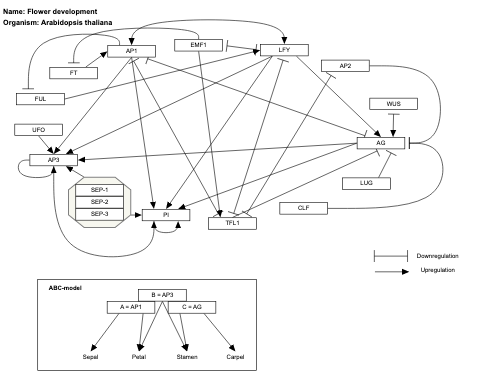 Name: Flower development
Organism: Arabidopsis thaliana
EMF1
AP1
LFY
FT
AP2
FUL
WUS
UFO
AG
AP3
SEP-1
SEP-2
SEP-3
LUG
PI
CLF
TFL1
Downregulation
Upregulation
ABC-model
B = AP3
A = AP1
C = AG
Sepal
Petal
Stamen
Carpel